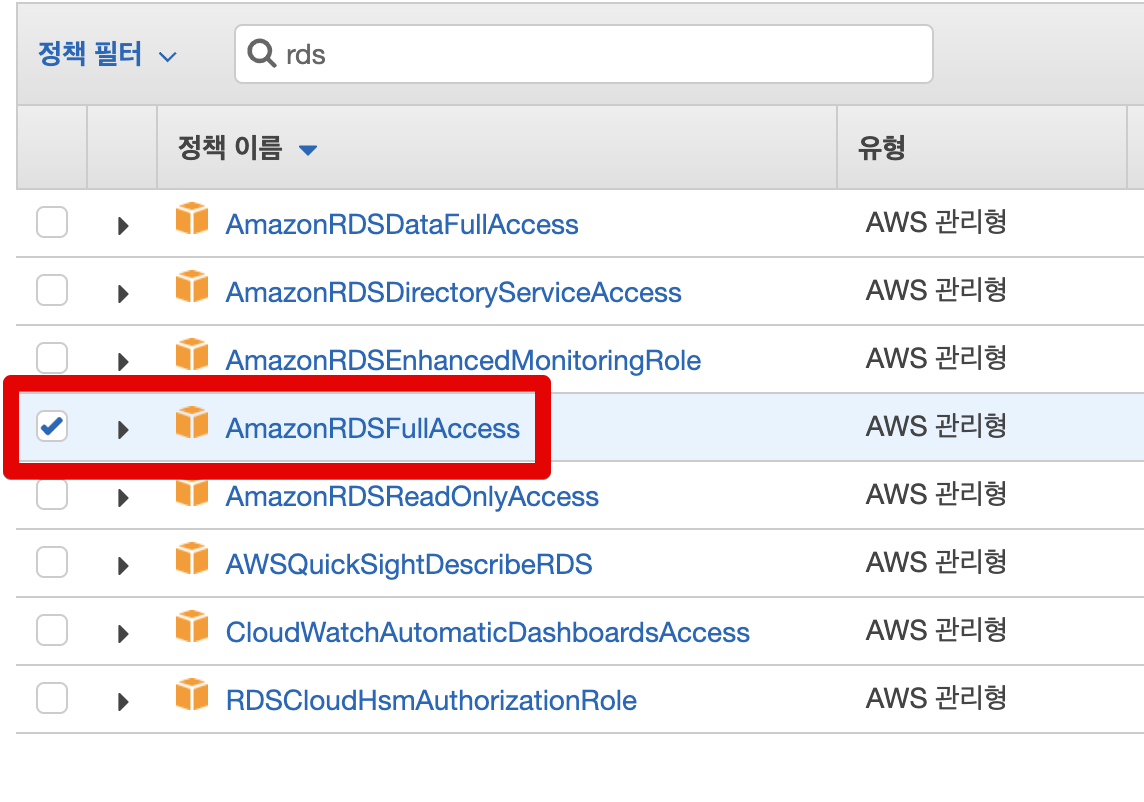 정책 필터
rds
정책 이름 유형
AmazonRDSDataFullAccess AWS 관리형
AmazonRDSDirectoryServiceAccess AWS 관리형
AmazonRDSEnhancedMonitoringRole AWS 관리형
AmazonRDSFullAccess AWS 관리형
AmazonRDSReadOnlyAccess AWS 관리형
AWSQuickSightDescribeRDS AWS 관리형
CloudWatchAutomaticDashboardsAccess AWS 관리형
RDSCloudHsmAuthorizationRole AWS 관리형